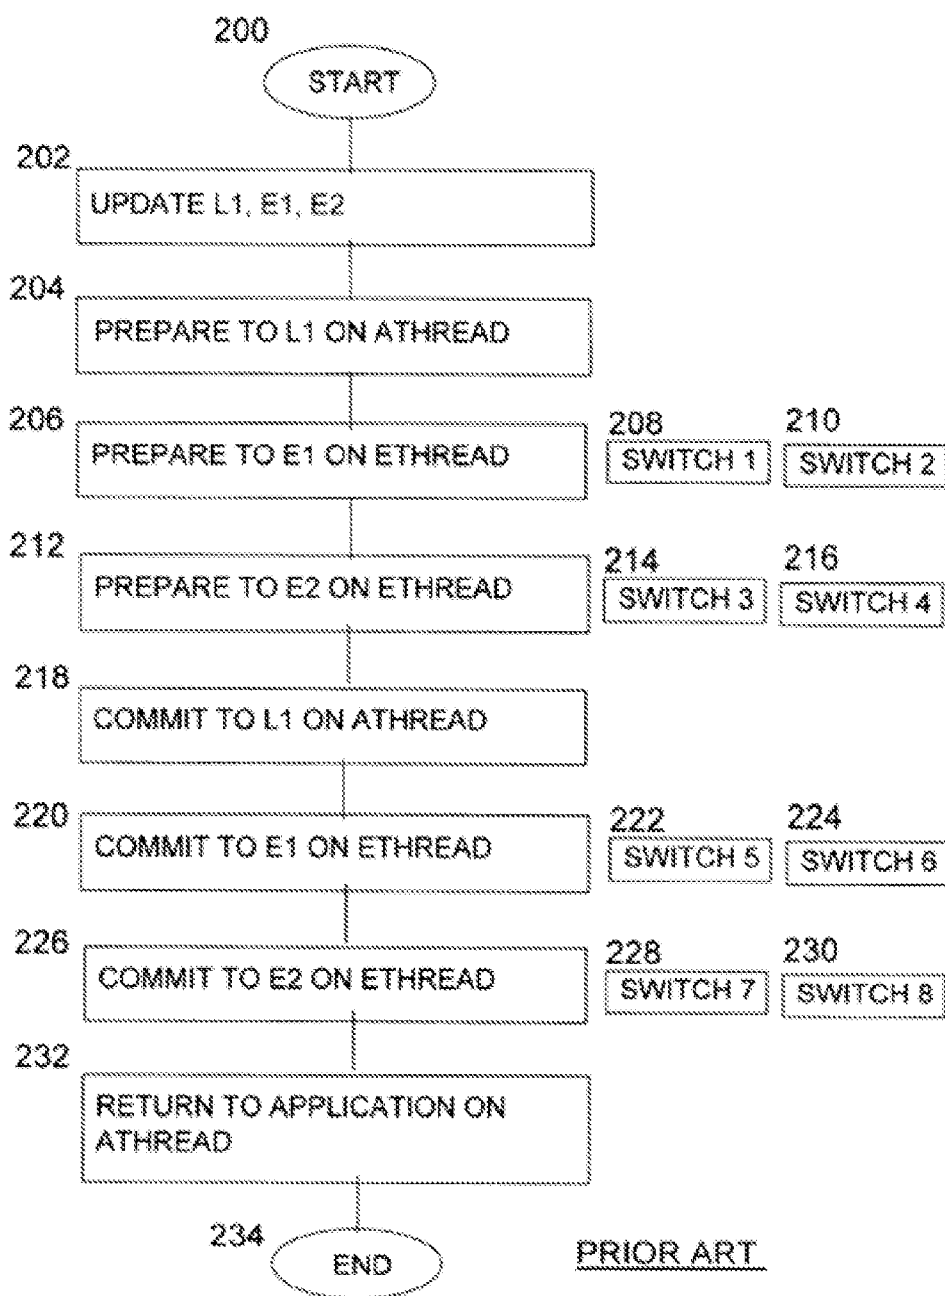 200
START
202
UPDATE L1, E1, E2
204
PREPARE TO L1 ON ATHREAD
206
PREPARE TO E1 ON ETHREAD
208
SWITCH 1
210
SWITCH 2
212
PREPARE TO E2 ON ETHREAD
214
SWITCH 3
216
SWITCH 4
218
COMMIT TO L1 ON ATHREAD
220
COMMIT TO E1 ON ETHREAD
222
SWITCH 5
224
SWITCH 6
226
COMMIT TO E2 ON ETHREAD
228
SWITCH 7
230
SWITCH 8
232
RETURN TO APPLICATION ON
ATHREAD
234
END
PRIOR ART